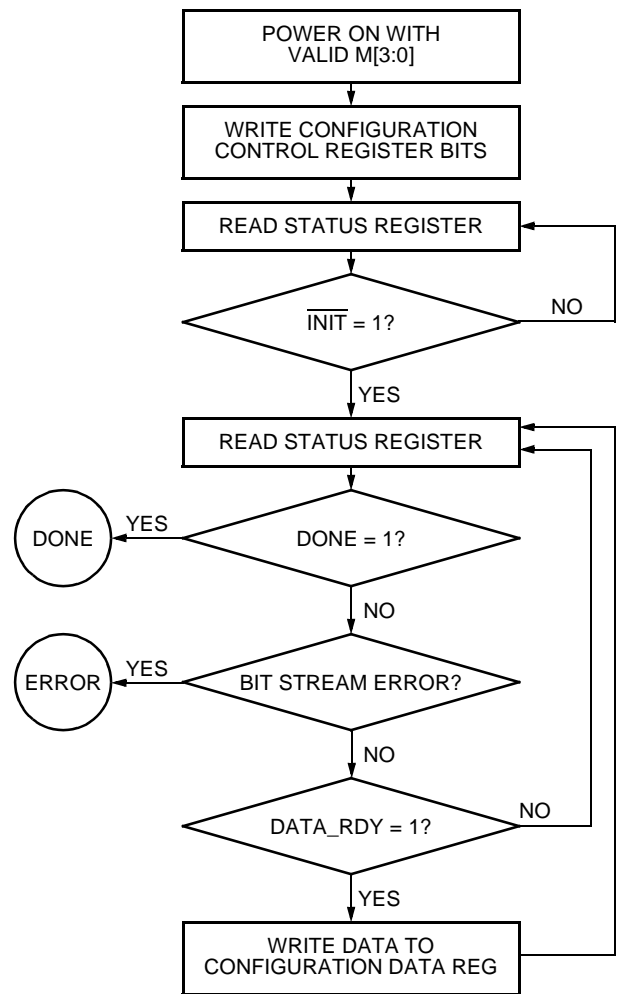 POWER ON WITH
VALID M[3:0]
WRITE CONFIGURATION
CONTROL REGISTER BITS
READ STATUS REGISTER
INIT = 1?
NO
YES
READ STATUS REGISTER
DONE
YES
DONE = 1?
NO
ERROR
YES
BIT STREAM ERROR?
NO
DATA_RDY = 1?
NO
YES
WRITE DATA TO
CONFIGURATION DATA REG